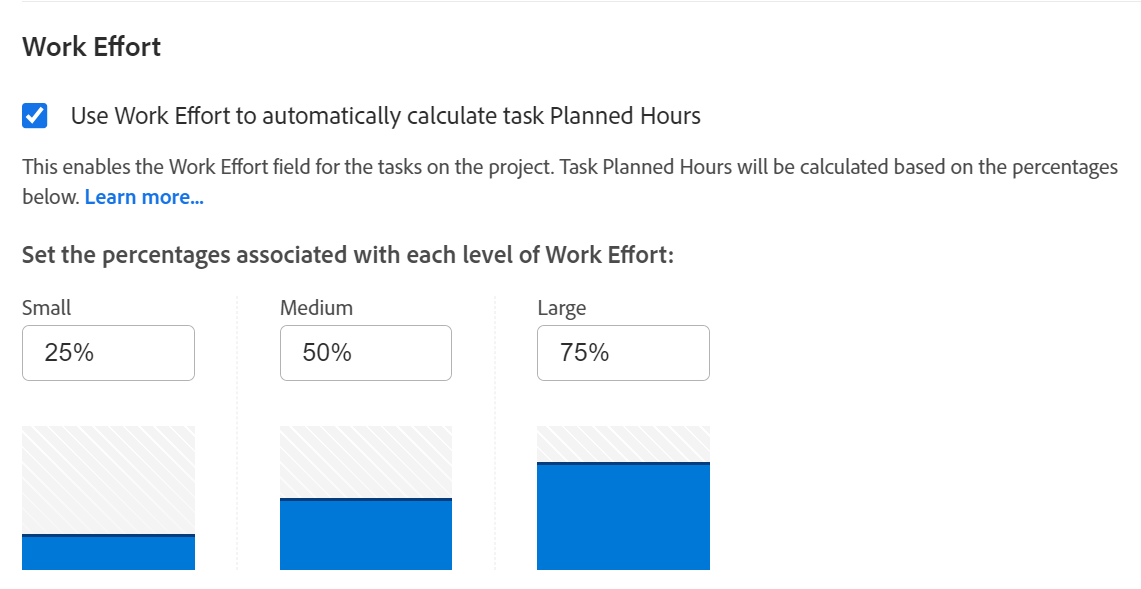 Work Effort
Use Work Effort to automatically calculate task Planned Hours
This enables the Work Effort field for the tasks on the project. Task Planned Hours will be calculated based on the percentages
below. Learn more...
Set the percentages associated with each level of Work Effort:
Small Medium Large
25% 50% 75%